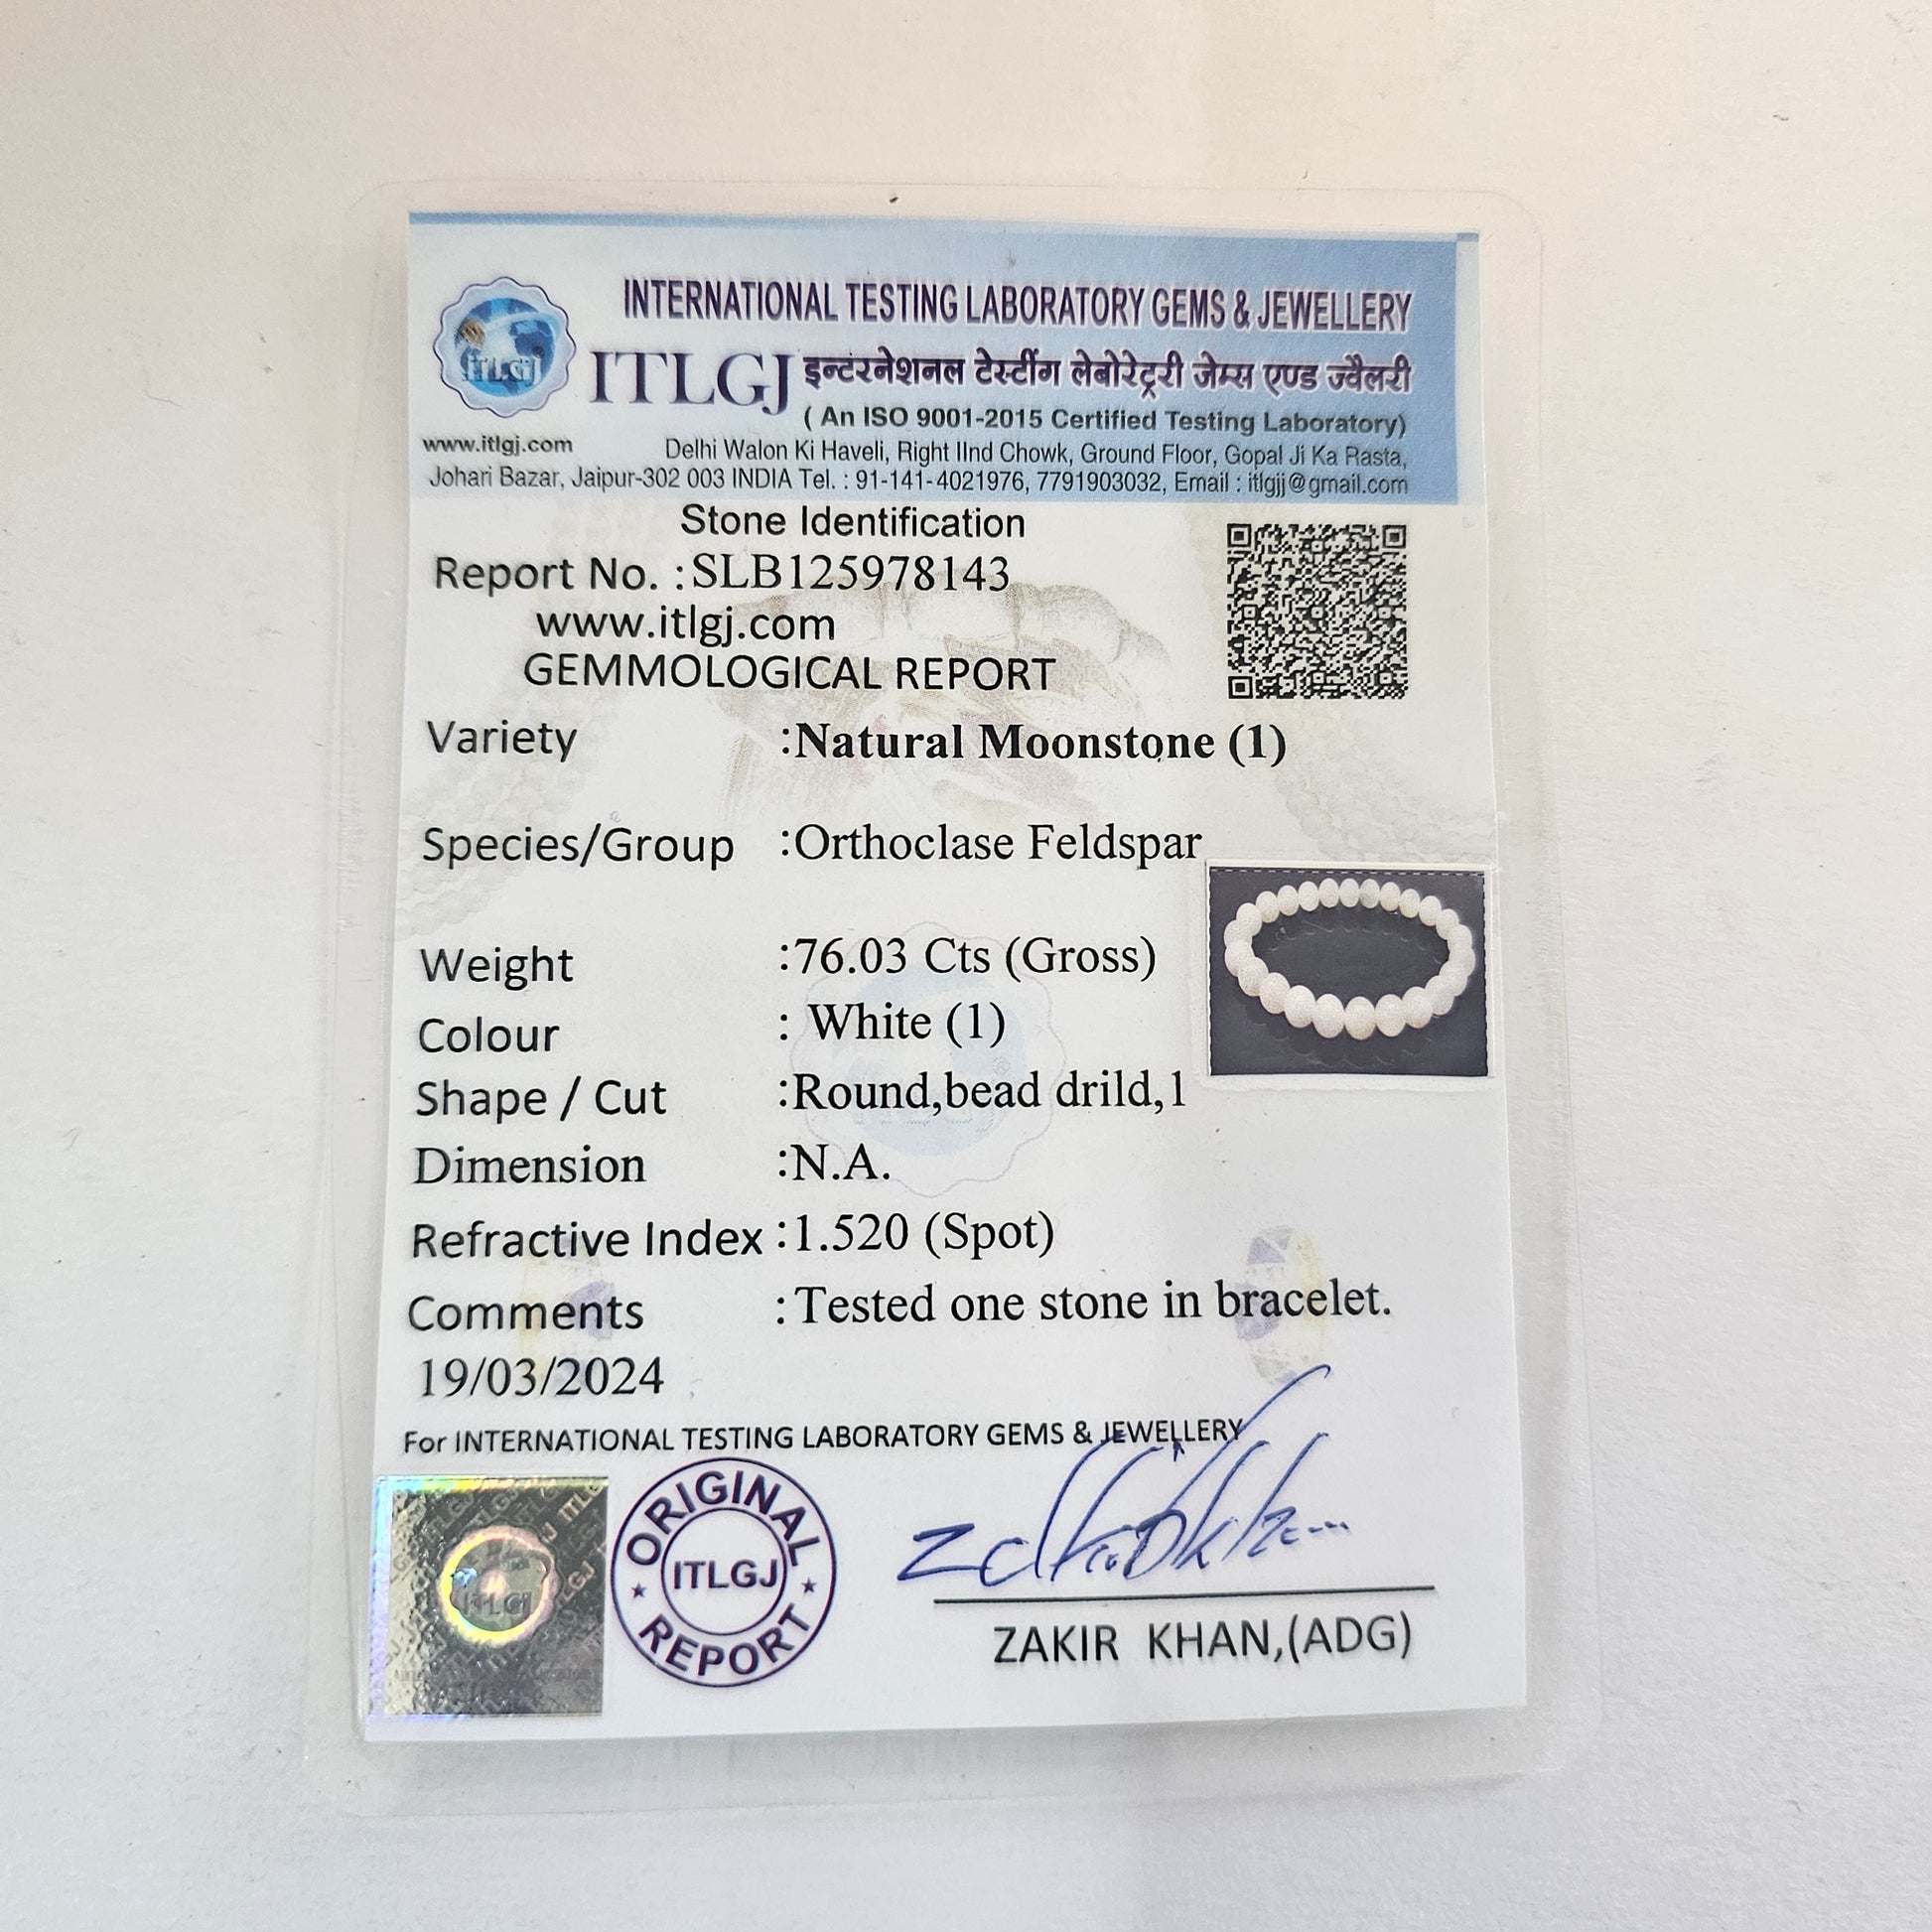 INTERNATIONAL TESTING LABORATORY GEMS & JEWELLERY
ITLGJ
ITLGJ इन्टरनेशनल टेस्टींग लेबोरेट्ररी जेम्स एण्ड ज्वैलरी
( An ISO 9001-2015 Certified Testing Laboratory)
www.itlgj.com Delhi Walon Ki Haveli, Right IInd Chowk, Ground Floor, Gopal Ji Ka Rasta,
Johari Bazar, Jaipur-302 003 INDIA Tel. : 91-141-4021976, 7791903032, Email : itlgjj@gmail.com
Stone Identification
Report No. :SLB125978143
www.itlgj.com
GEMMOLOGICAL REPORT
Variety :Natural Moonstone (1)
Species/Group :Orthoclase Feldspar
Weight :76.03 Cts (Gross)
Colour : White (1)
Shape / Cut :Round,bead drild,1
Dimension :N.A.
Refractive Index :1.520 (Spot)
Comments :Tested one stone in bracelet.
19/03/2024
For INTERNATIONAL TESTING LABORATORY GEMS & JEWELLERY
ITLGJ
ORIGINAL
ITLGJ
REPORT
ZAKIR KHAN,(ADG)